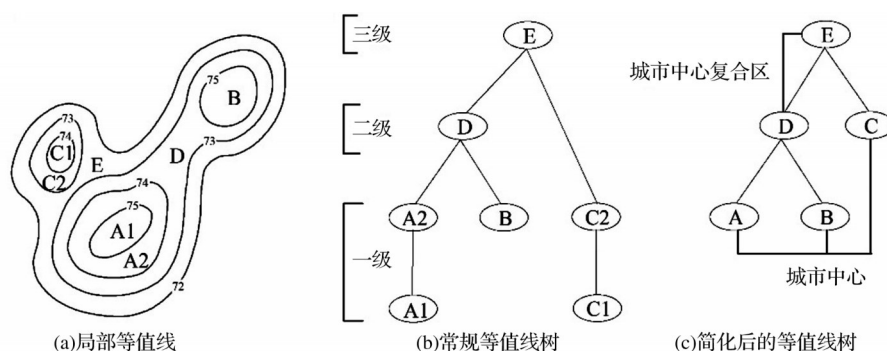 75
B
73
74
C1
C2
E
D
73
74
75
A1
A2
72
(a)局部等值线
三级
二级
一级
E
D
A2
B
C2
A1
C1
(b)常规等值线树
E
城市中心复合区
D
C
A
B
城市中心
(c)简化后的等值线树